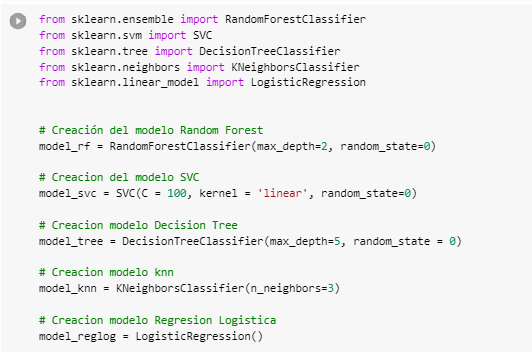 from sklearn.ensemble import RandomForestClassifier
from sklearn.svm import SVC
from sklearn.tree import DecisionTreeClassifier
from sklearn.neighbors import KNeighborsClassifier
from sklearn.linear_model import LogisticRegression
# Creación del modelo Random Forest
model_rf = RandomForestClassifier(max_depth=2, random_state=0)
# Creacion del modelo SVC
model_svc = SVC(C = 100, kernel = 'linear', random_state=0)
# Creacion modelo Decision Tree
model_tree = DecisionTreeClassifier(max_depth=5, random_state = 0)
# Creacion modelo knn
model_knn = KNeighborsClassifier(n_neighbors=3)
# Creacion modelo Regresion Logistica
model_reglog = LogisticRegression()